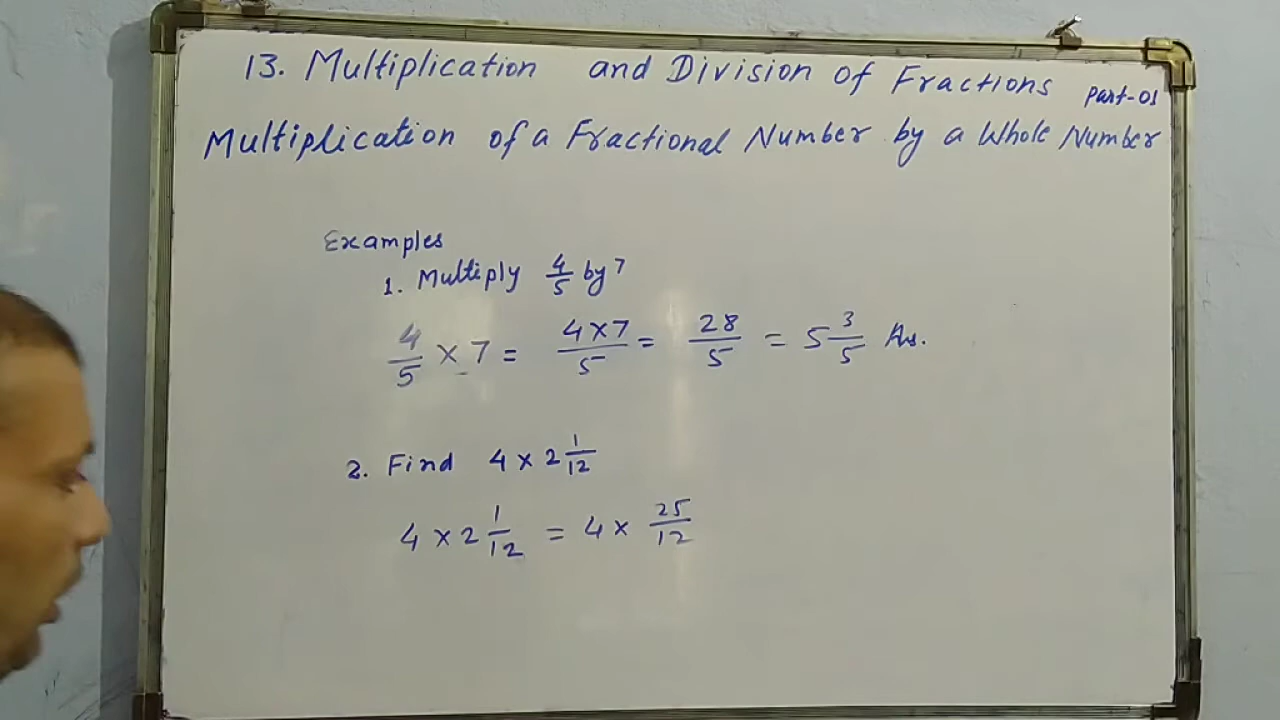 13. Multiplication and Division of Fractions Part-01
Multiplication of a Fractional Number by a Whole Number
Examples
1. Multiply 4/5 by 7
4/5 × 7 = 4×7/5 = 28/5 = 5 3/5 Ans.
2. Find 4 × 2 1/12
4 × 2 1/12 = 4 × 25/12